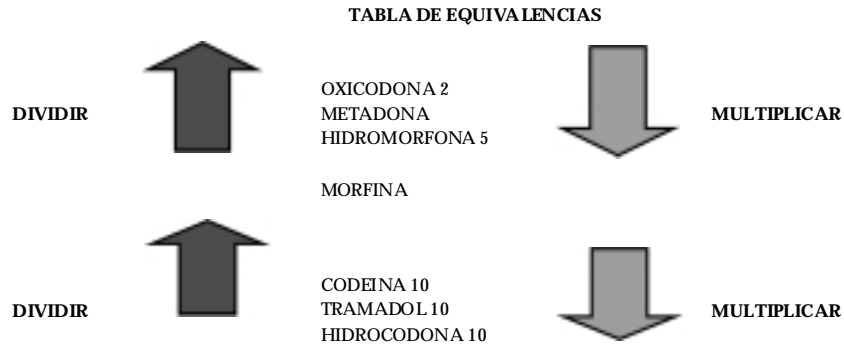 TABLA DE EQUIVALENCIAS
OXICODONA 2
DIVIDIR METADONA MULTIPLICAR
HIDROMORFONA 5
MORFINA
CODEINA 10
DIVIDIR TRAMADOL 10 MULTIPLICAR
HIDROCODONA 10